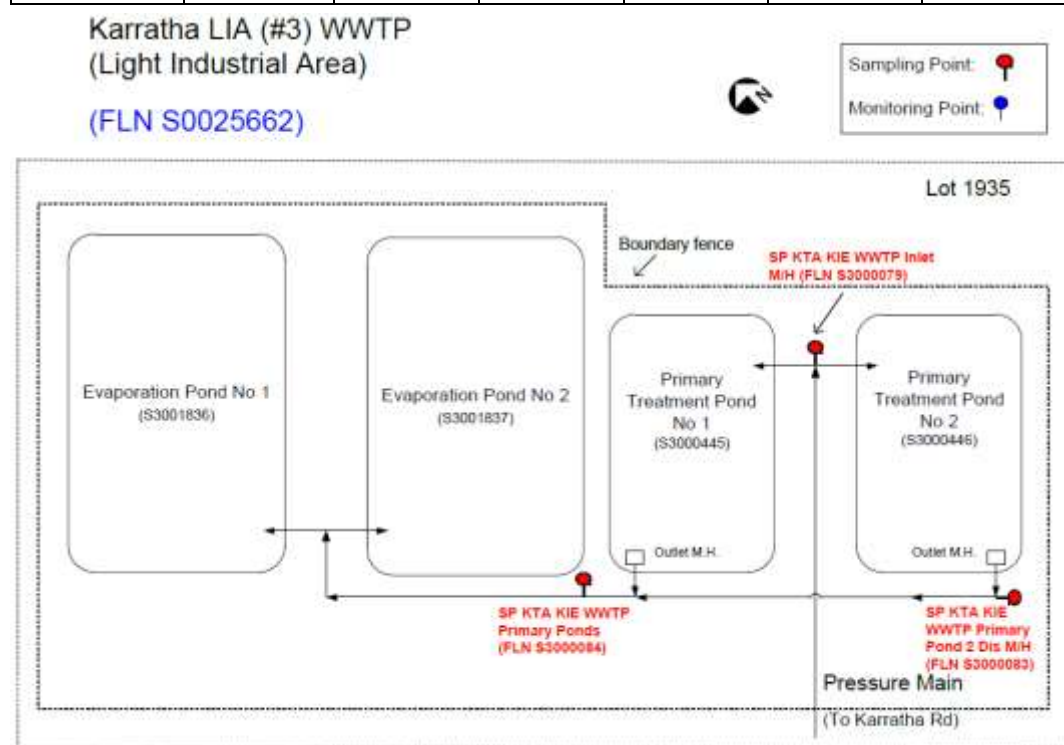 Karratha LIA (#3) WWTP
(Light Industrial Area)
(FLN S0025662)
N
Sampling Point:
Monitoring Point:
Lot 1935
Boundary fence
SP KTA KIE WWTP Inlet
M/H (FLN S3000079)
Evaporation Pond No 1
(S3001836)
Evaporation Pond No 2
(S3001837)
Primary
Treatment Pond
No 1
(S3000445)
Primary
Treatment Pond
No 2
(S3000446)
Outlet M.H.
Outlet M.H.
SP KTA KIE WWTP
Primary Ponds
(FLN S3000084)
SP KTA KIE
WWTP Primary
Pond 2 Dis M/H
(FLN S3000083)
Pressure Main
(To Karratha Rd)